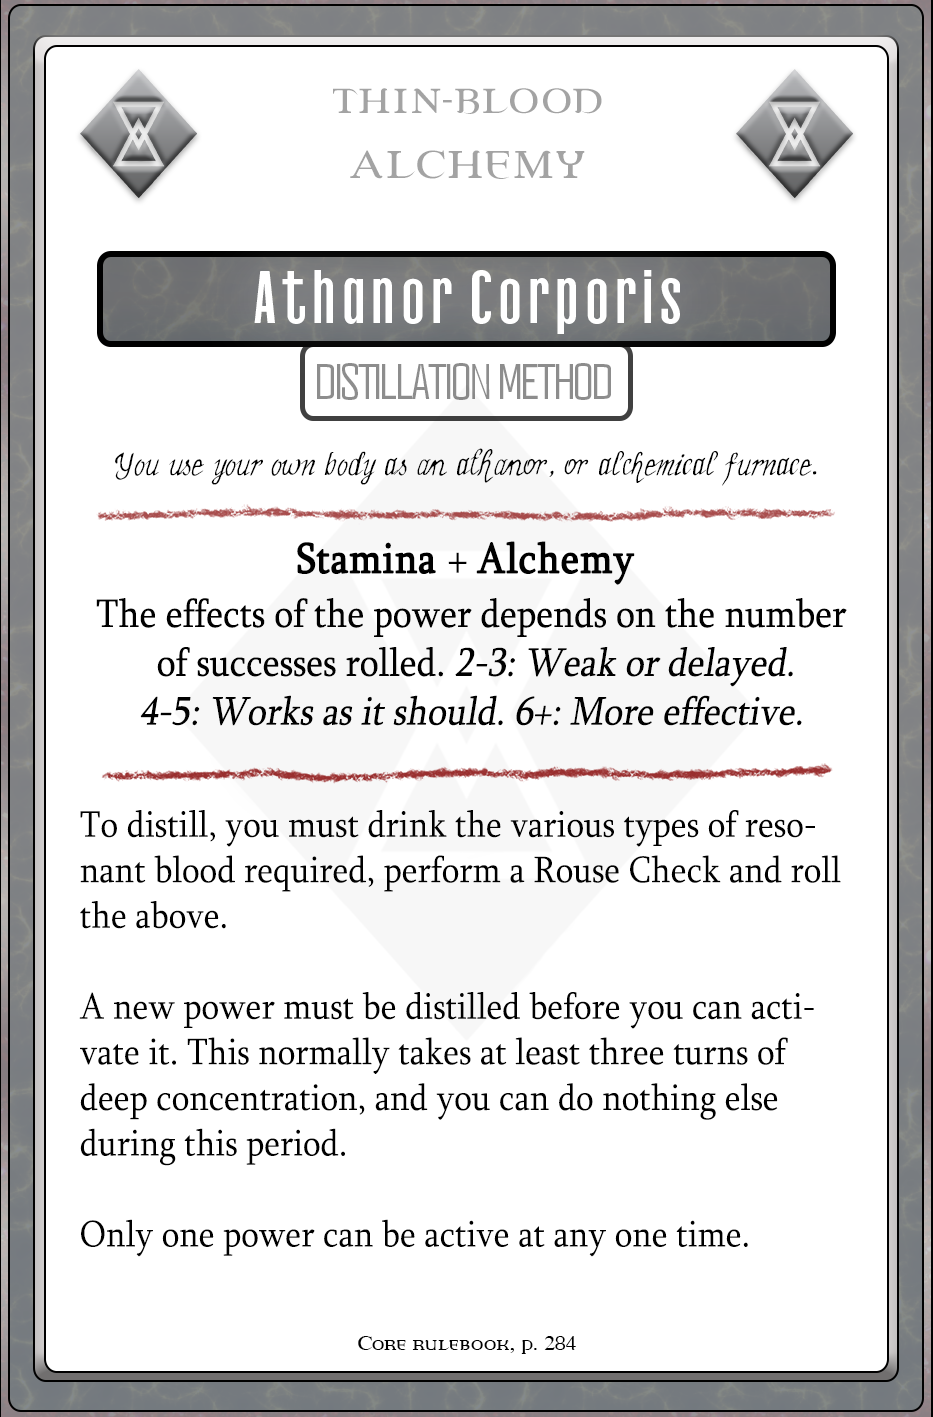 THIN-BLOOD
ALCHEMY
Athanor Corporis
DISTILLATION METHOD
You use your own body as an athanor, or alchemical furnace.
Stamina + Alchemy
The effects of the power depends on the number
of successes rolled. 2-3: Weak or delayed.
4-5: Works as it should. 6+: More effective.
To distill, you must drink the various types of reso-
nant blood required, perform a Rouse Check and roll
the above.
A new power must be distilled before you can acti-
vate it. This normally takes at least three turns of
deep concentration, and you can do nothing else
during this period.
Only one power can be active at any one time.
Core rulebook, p. 284